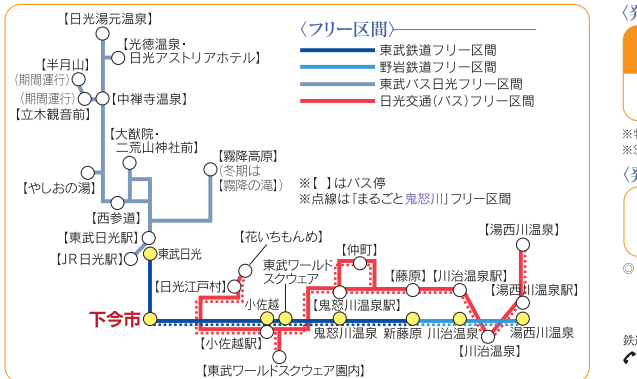 〈フリー区間〉
東武鉄道フリー区間
野岩鉄道フリー区間
東武バス日光フリー区間
日光交通(バス)フリー区間
【日光湯元温泉】
【光徳温泉・
日光アストリアホテル】
【半月山】
(期間運行)
(期間運行)
【立木観音前】
【中禅寺温泉】
【大猷院・
二荒山神社前】
【霧降高原】
(冬期は
【霧降の滝】)
※【 】はバス停
※点線は「まるごと鬼怒川」フリー区間
【やしおの湯】
【西参道】
【東武日光駅】
東武日光
【JR日光駅】
【花いちもんめ】
【仲町】
【湯西川温泉】
東武ワールド
スクウェア
【日光江戸村】
【藤原】
【川治温泉駅】
【湯西川温泉駅】
小佐越
【鬼怒川温泉駅】
下今市
【小佐越駅】
鬼怒川温泉
新藤原
川治温泉
湯西川温泉
【川治温泉】
【東武ワールドスクウェア園内】
〈発
※特
※S
〈発
◎
鉄